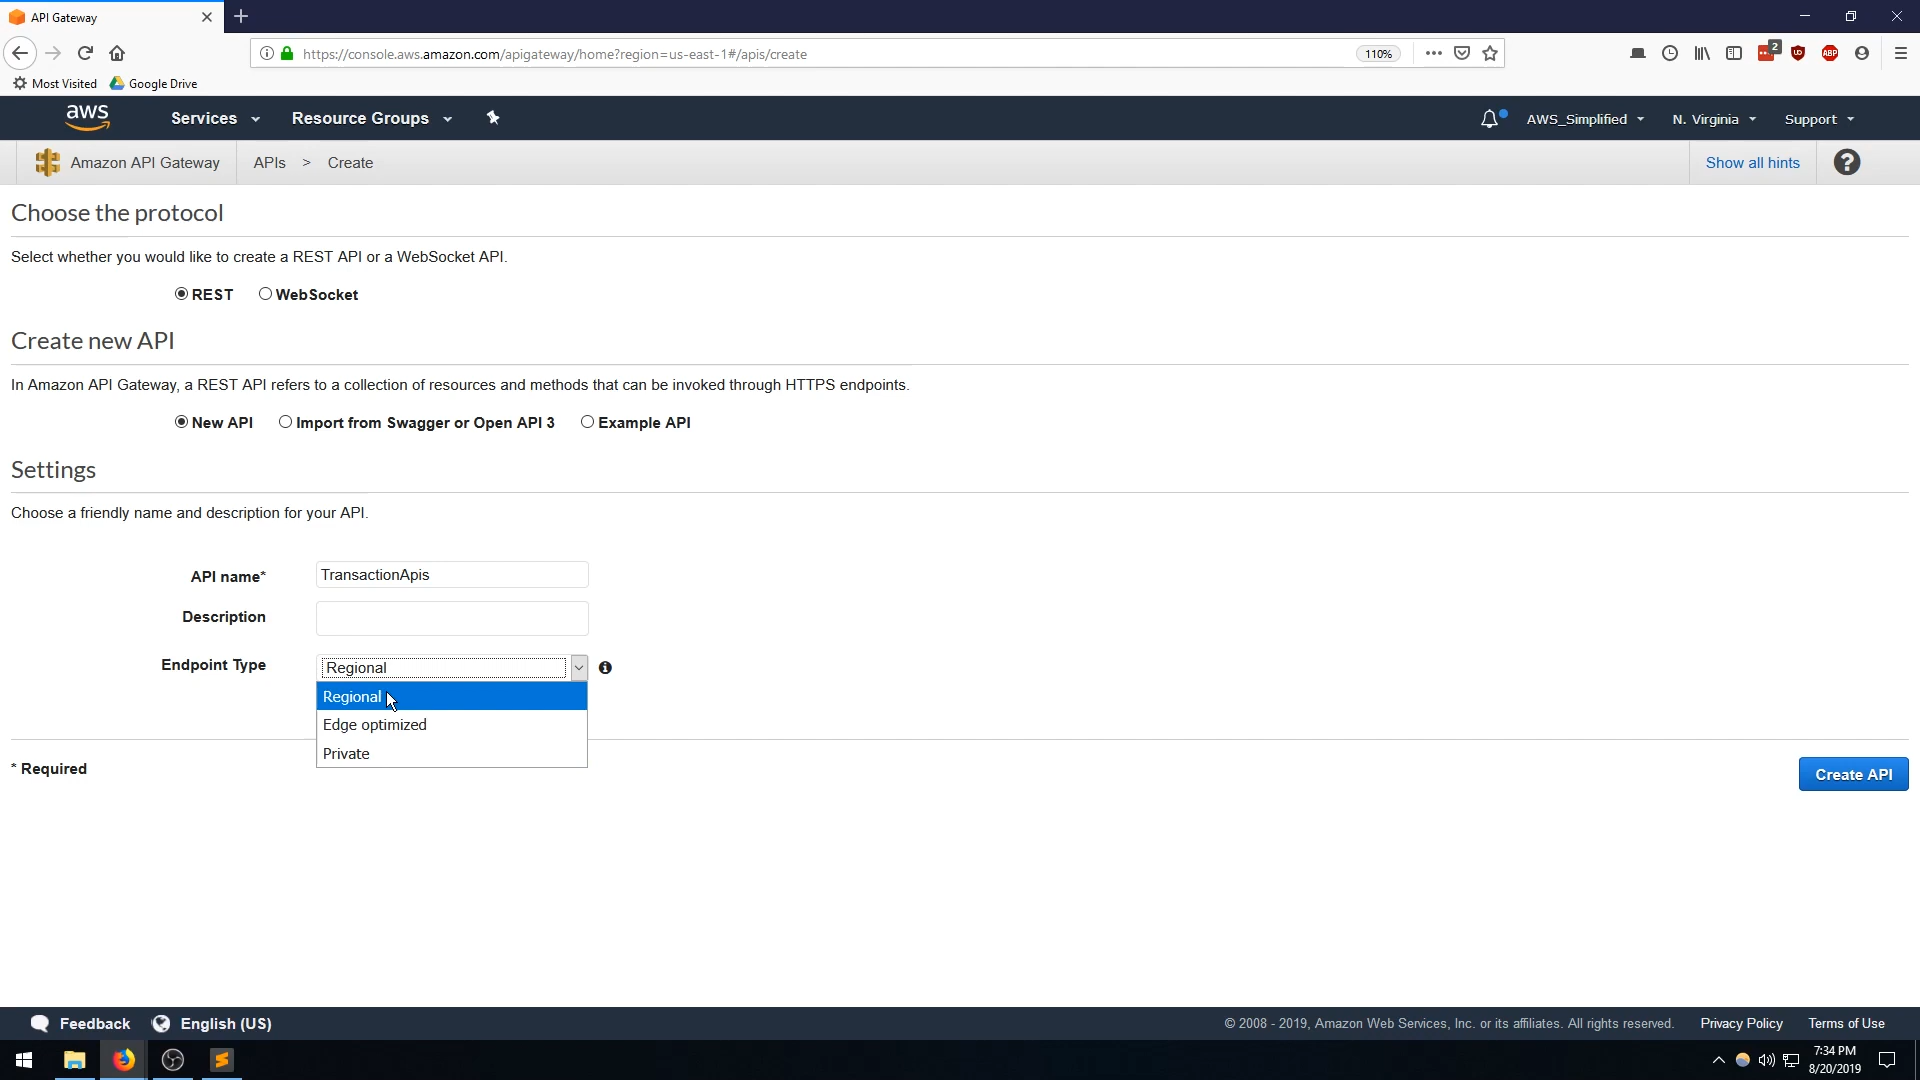 API Gateway
https://console.aws.amazon.com/apigateway/home?region=us-east-1#/apis/create
110%
2
UD
ABP
Most Visited
Google Drive
aws
Services
Resource Groups
AWS_Simplified
N. Virginia
Support
Amazon API Gateway
APIs > Create
Show all hints
?
Choose the protocol
Select whether you would like to create a REST API or a WebSocket API.
REST
WebSocket
Create new API
In Amazon API Gateway, a REST API refers to a collection of resources and methods that can be invoked through HTTPS endpoints.
New API
Import from Swagger or Open API 3
Example API
Settings
Choose a friendly name and description for your API.
API name*
TransactionApis
Description
Endpoint Type
Regional
Regional
Edge optimized
Private
* Required
Create API
Feedback
English (US)
© 2008 - 2019, Amazon Web Services, Inc. or its affiliates. All rights reserved.
Privacy Policy
Terms of Use
7:34 PM
8/20/2019